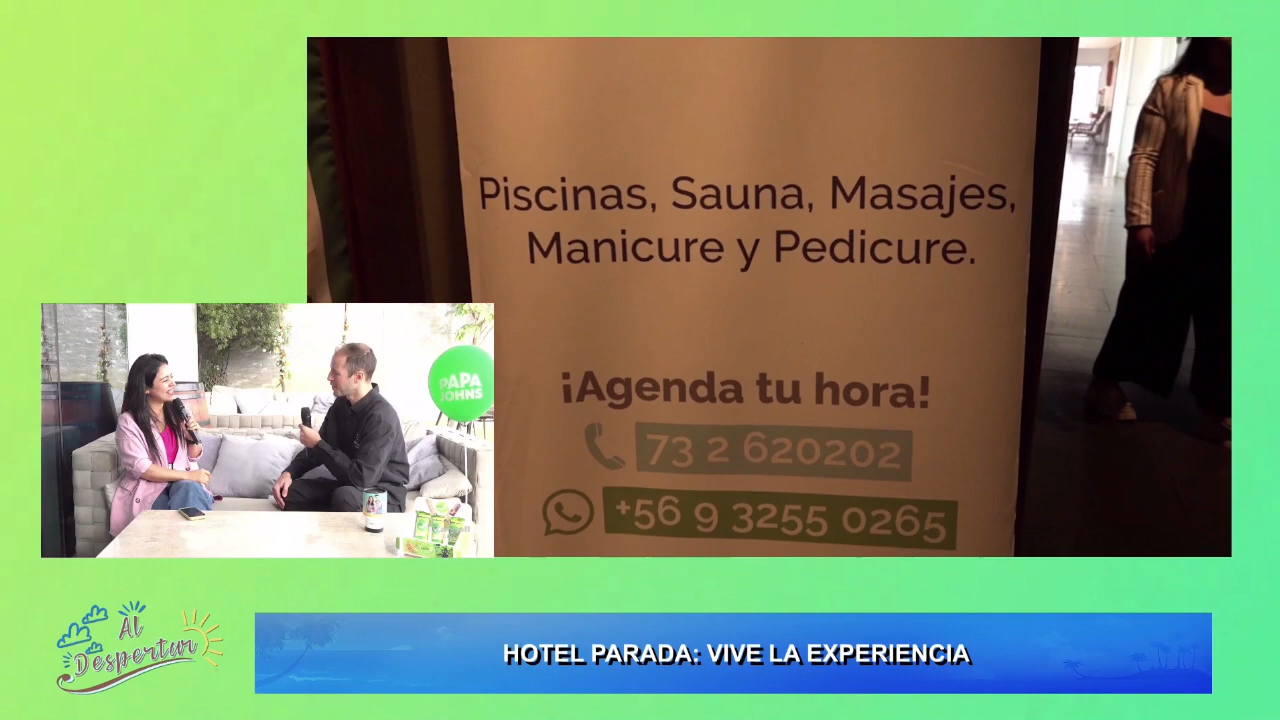 Piscinas, Sauna, Masajes,
Manicure y Pedicure.
¡Agenda tu hora!
73 2 620202
+56 9 3255 0265
PAPA
JOHNS
Al
Despertar
HOTEL PARADA: VIVE LA EXPERIENCIA